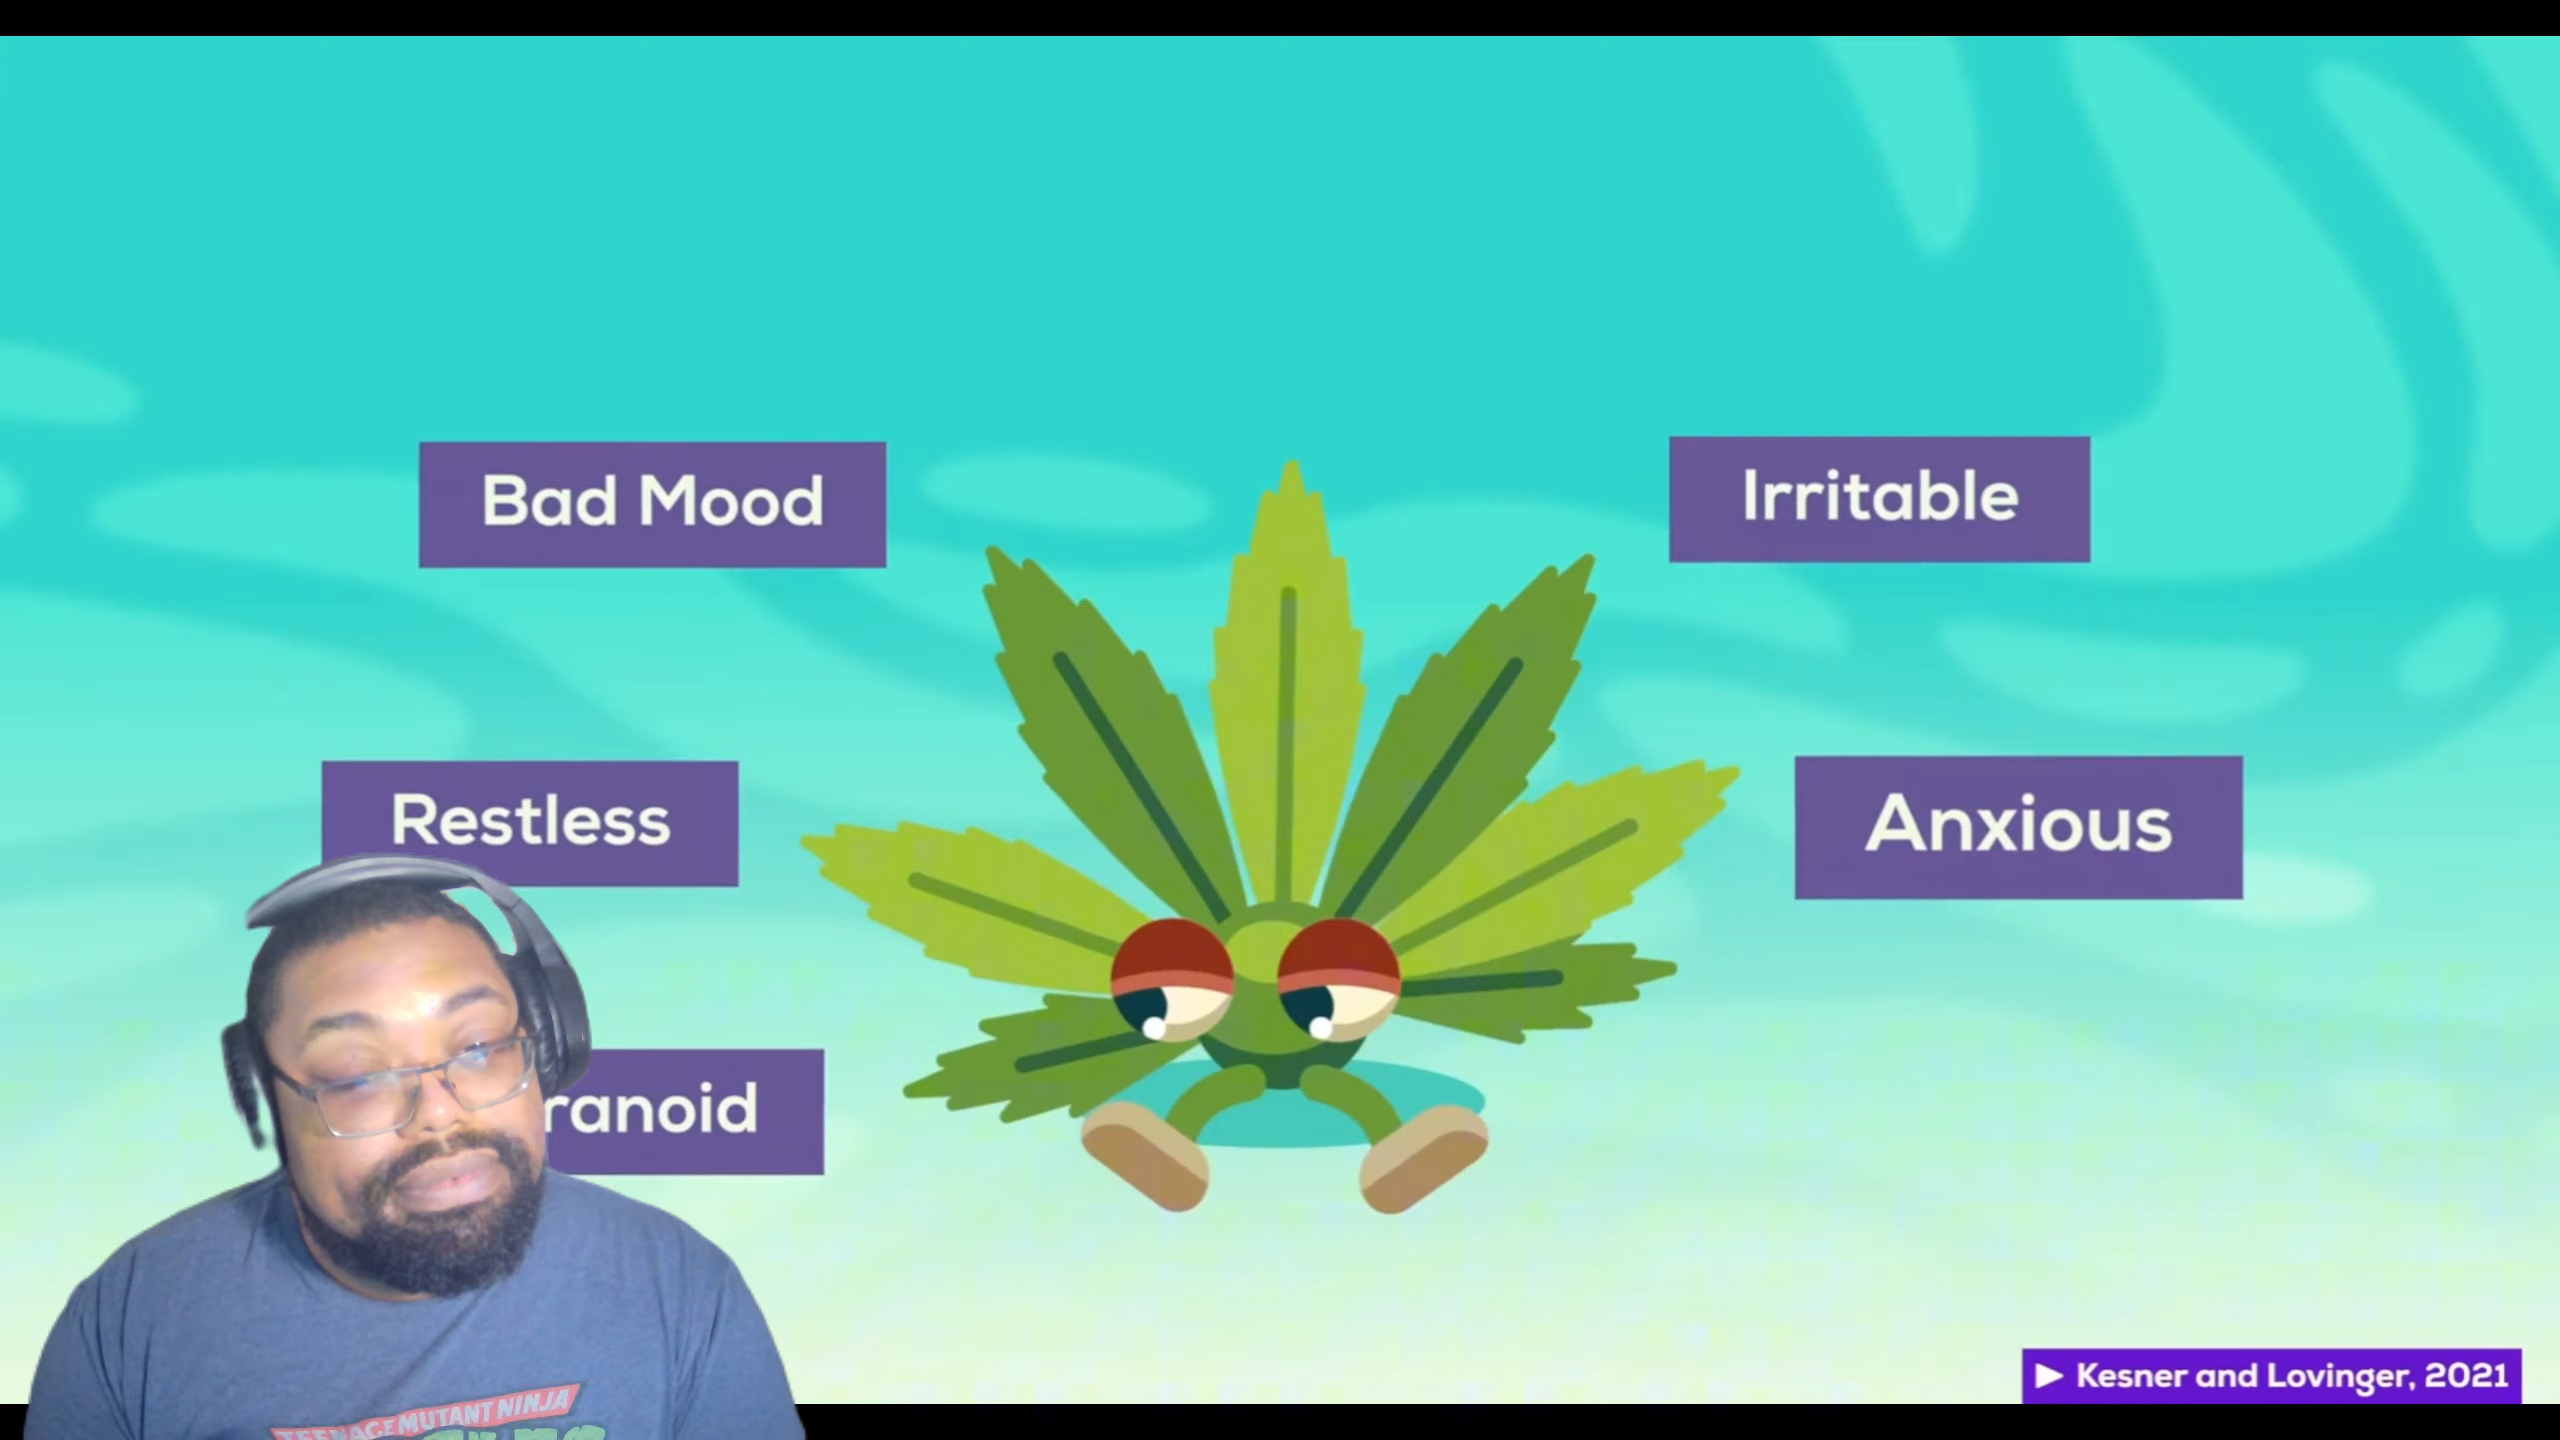 Bad Mood
Irritable
Restless
Anxious
ranoid
Kesner and Lovinger, 2021
TEENAGE MUTANT NINJA